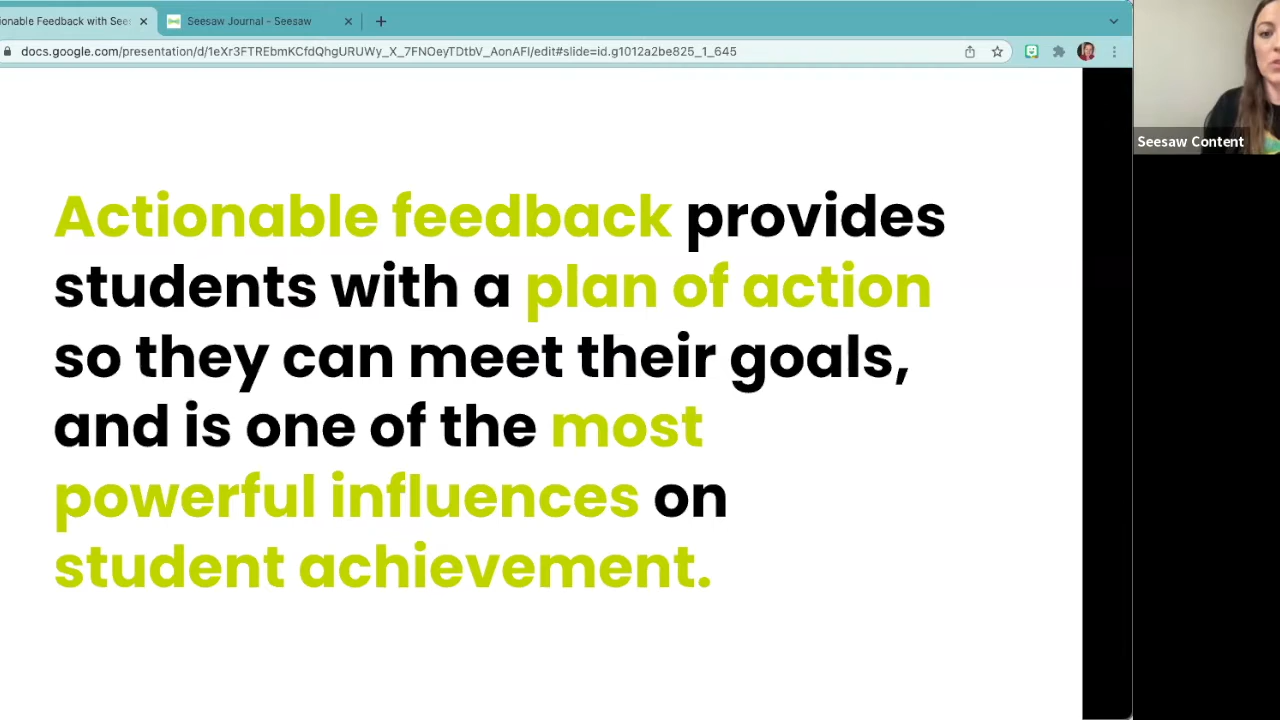 onable Feedback with See
Seesaw Journal - Seesaw
docs.google.com/presentation/d/1eXr3FTREbmKCfdQhgURUWy_X_7FNOeyTDtbV_AonAFI/edit#slide=id.g1012a2be825_1_645
Seesaw Content
Actionable feedback provides
students with a plan of action
so they can meet their goals,
and is one of the most
powerful influences on
student achievement.